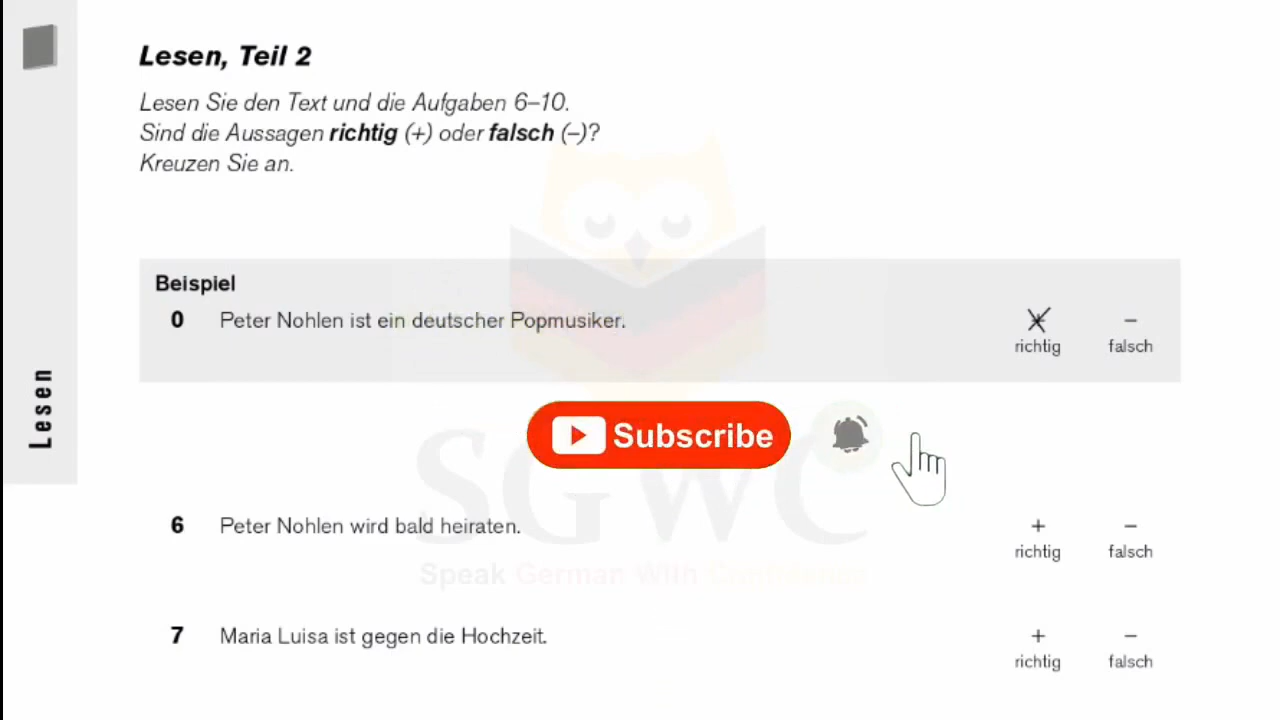 Lesen, Teil 2
Lesen Sie den Text und die Aufgaben 6–10.
Sind die Aussagen richtig (+) oder falsch (–)?
Kreuzen Sie an.
Beispiel
0 Peter Nohlen ist ein deutscher Popmusiker. + –
richtig falsch
Lesen
Subscribe
SGWC
6 Peter Nohlen wird bald heiraten. + –
richtig falsch
Speak German With Confidence
7 Maria Luisa ist gegen die Hochzeit. + –
richtig falsch